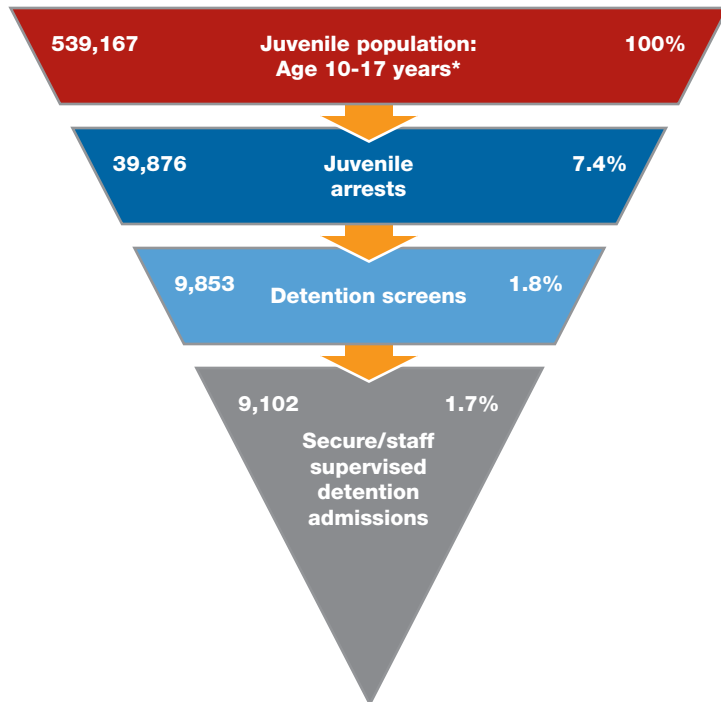 539,167 Juvenile population: 100%
Age 10-17 years*
39,876 Juvenile 7.4%
arrests
9,853 Detention screens 1.8%
9,102 1.7%
Secure/staff
supervised
detention
admissions